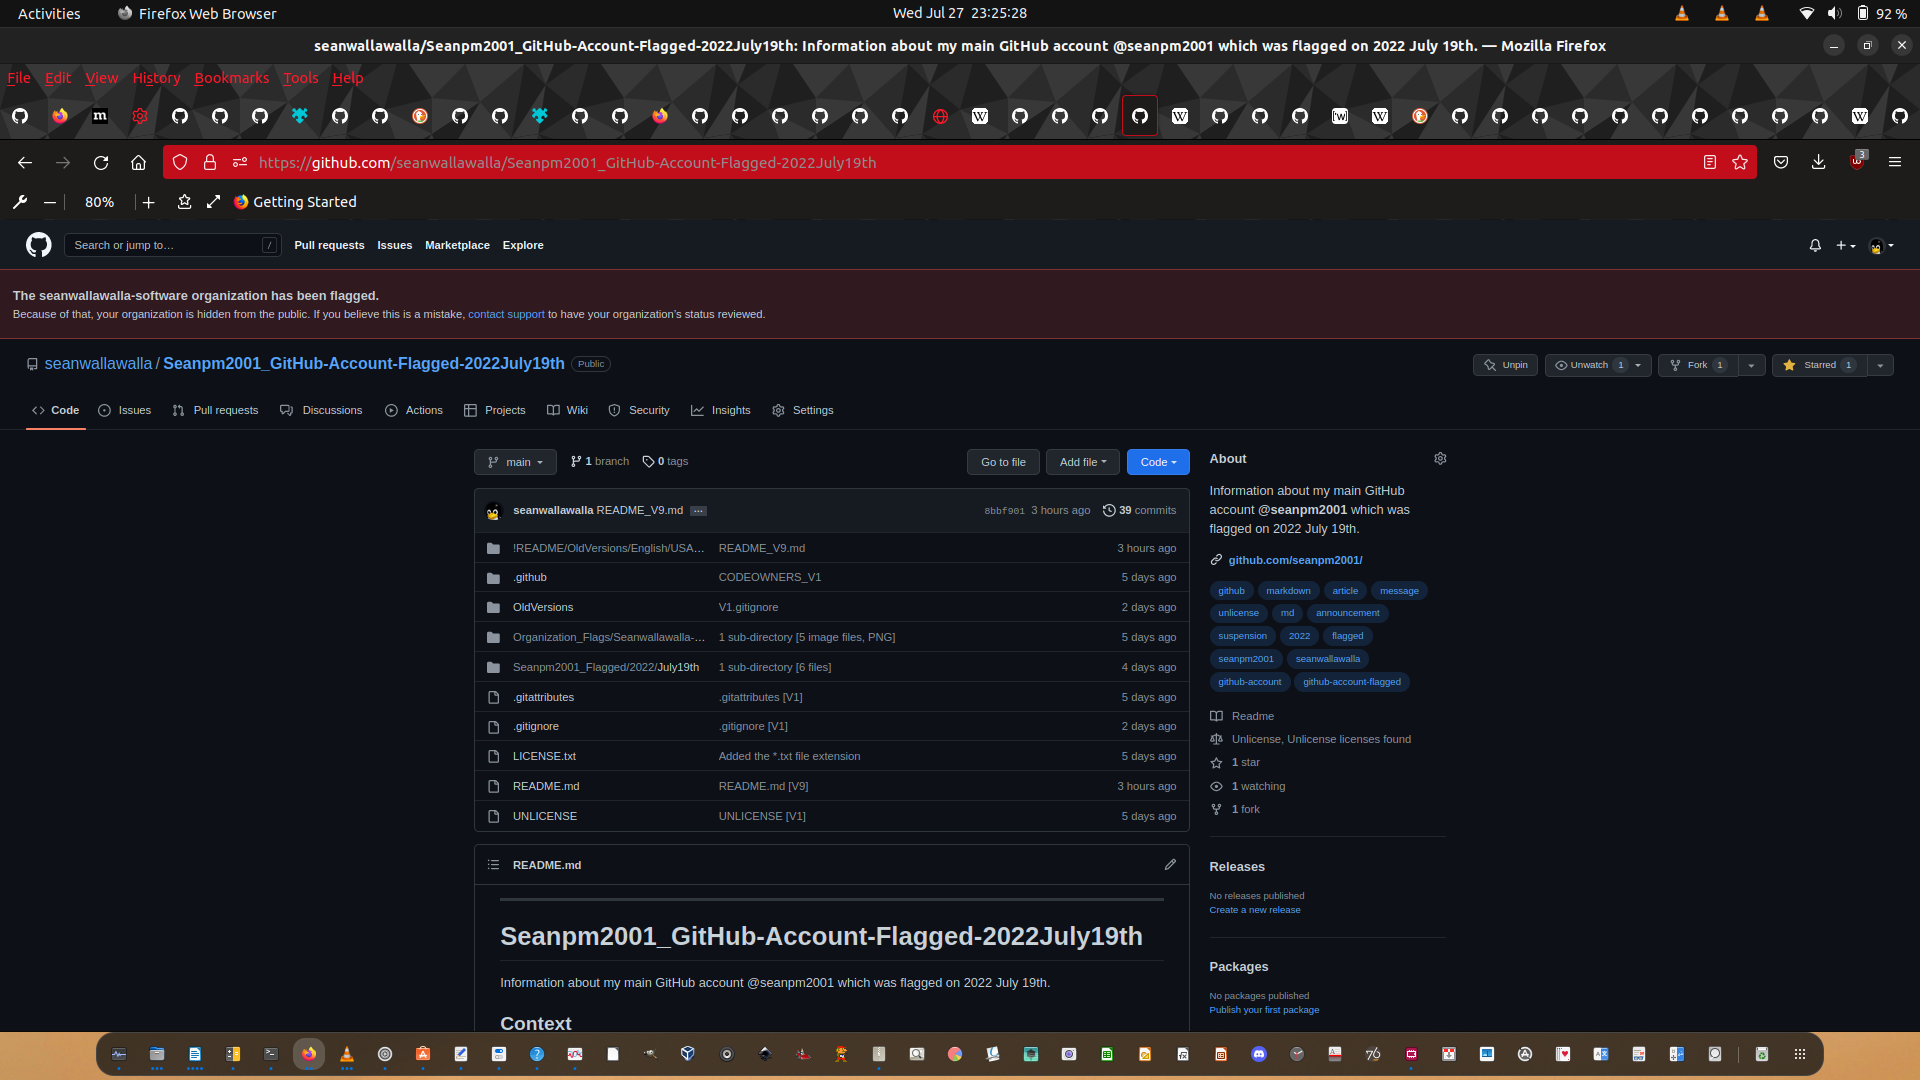 Activities
Firefox Web Browser
Wed Jul 27 23:25:28
92 %
seanwallawalla/Seanpm2001_GitHub-Account-Flagged-2022July19th: Information about my main GitHub account @seanpm2001 which was flagged on 2022 July 19th. — Mozilla Firefox
File Edit View History Bookmarks Tools Help
https://github.com/seanwallawalla/Seanpm2001_GitHub-Account-Flagged-2022July19th
3
80%
Getting Started
Search or jump to…
/
Pull requests Issues Marketplace Explore
The seanwallawalla-software organization has been flagged.
Because of that, your organization is hidden from the public. If you believe this is a mistake, contact support to have your organization's status reviewed.
seanwallawalla / Seanpm2001_GitHub-Account-Flagged-2022July19th Public
Unpin
Unwatch 1
Fork 1
Starred 1
Code Issues Pull requests Discussions Actions Projects Wiki Security Insights Settings
main
1 branch
0 tags
Go to file
Add file
Code
seanwallawalla README_V9.md …
8bbf901 3 hours ago
39 commits
!README/OldVersions/English/USA… README_V9.md 3 hours ago
.github CODEOWNERS_V1 5 days ago
OldVersions V1.gitignore 2 days ago
Organization_Flags/Seanwallawalla-… 1 sub-directory [5 image files, PNG] 5 days ago
Seanpm2001_Flagged/2022/July19th 1 sub-directory [6 files] 4 days ago
.gitattributes .gitattributes [V1] 5 days ago
.gitignore .gitignore [V1] 2 days ago
LICENSE.txt Added the *.txt file extension 5 days ago
README.md README.md [V9] 3 hours ago
UNLICENSE UNLICENSE [V1] 5 days ago
README.md
Seanpm2001_GitHub-Account-Flagged-2022July19th
Information about my main GitHub account @seanpm2001 which was flagged on 2022 July 19th.
Context
About
Information about my main GitHub
account @seanpm2001 which was
flagged on 2022 July 19th.
github.com/seanpm2001/
github markdown article message
unlicense md announcement
suspension 2022 flagged
seanpm2001 seanwallawalla
github-account github-account-flagged
Readme
Unlicense, Unlicense licenses found
1 star
1 watching
1 fork
Releases
No releases published
Create a new release
Packages
No packages published
Publish your first package